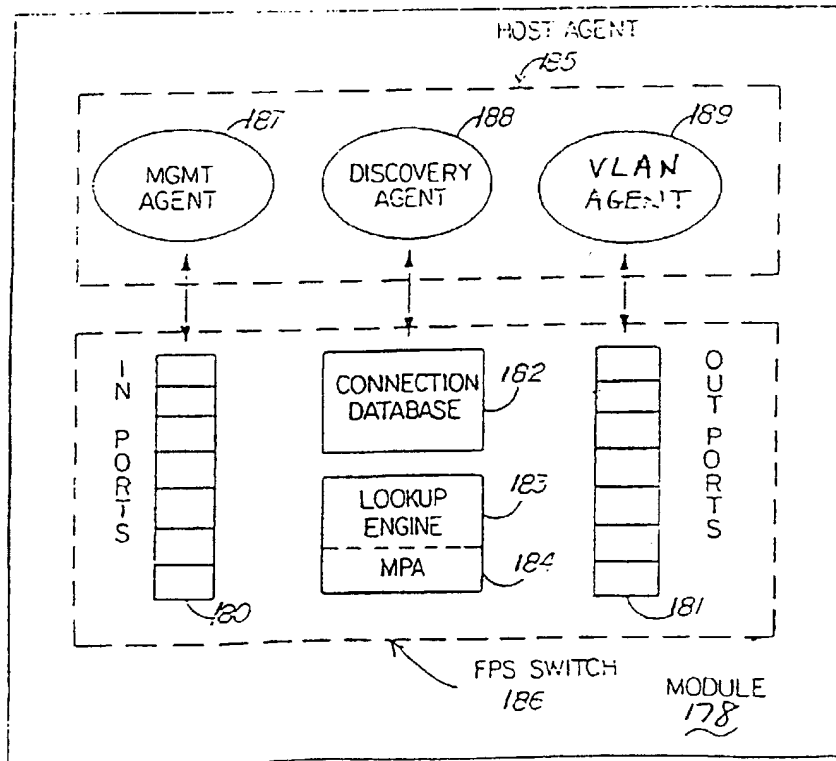 HOST AGENT
185
187
188
189
MGMT
AGENT
DISCOVERY
AGENT
VLAN
AGENT
IN PORTS
CONNECTION
DATABASE
182
LOOKUP
ENGINE
183
MPA
184
OUT PORTS
180
181
FPS SWITCH
186
MODULE
178